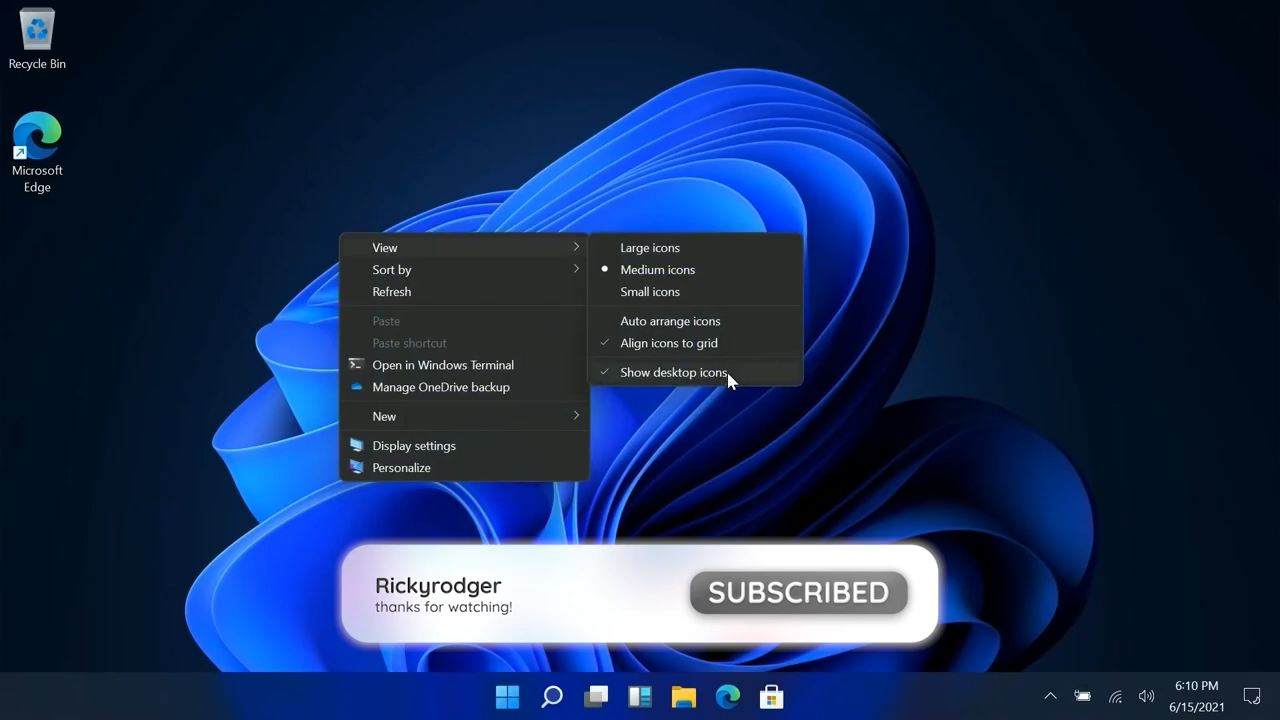 Recycle Bin
Microsoft
Edge
View
Sort by
Refresh
Paste
Paste shortcut
Open in Windows Terminal
Manage OneDrive backup
New
Display settings
Personalize
Large icons
Medium icons
Small icons
Auto arrange icons
Align icons to grid
Show desktop icons
Rickyrodger
thanks for watching!
SUBSCRIBED
6:10 PM
6/15/2021